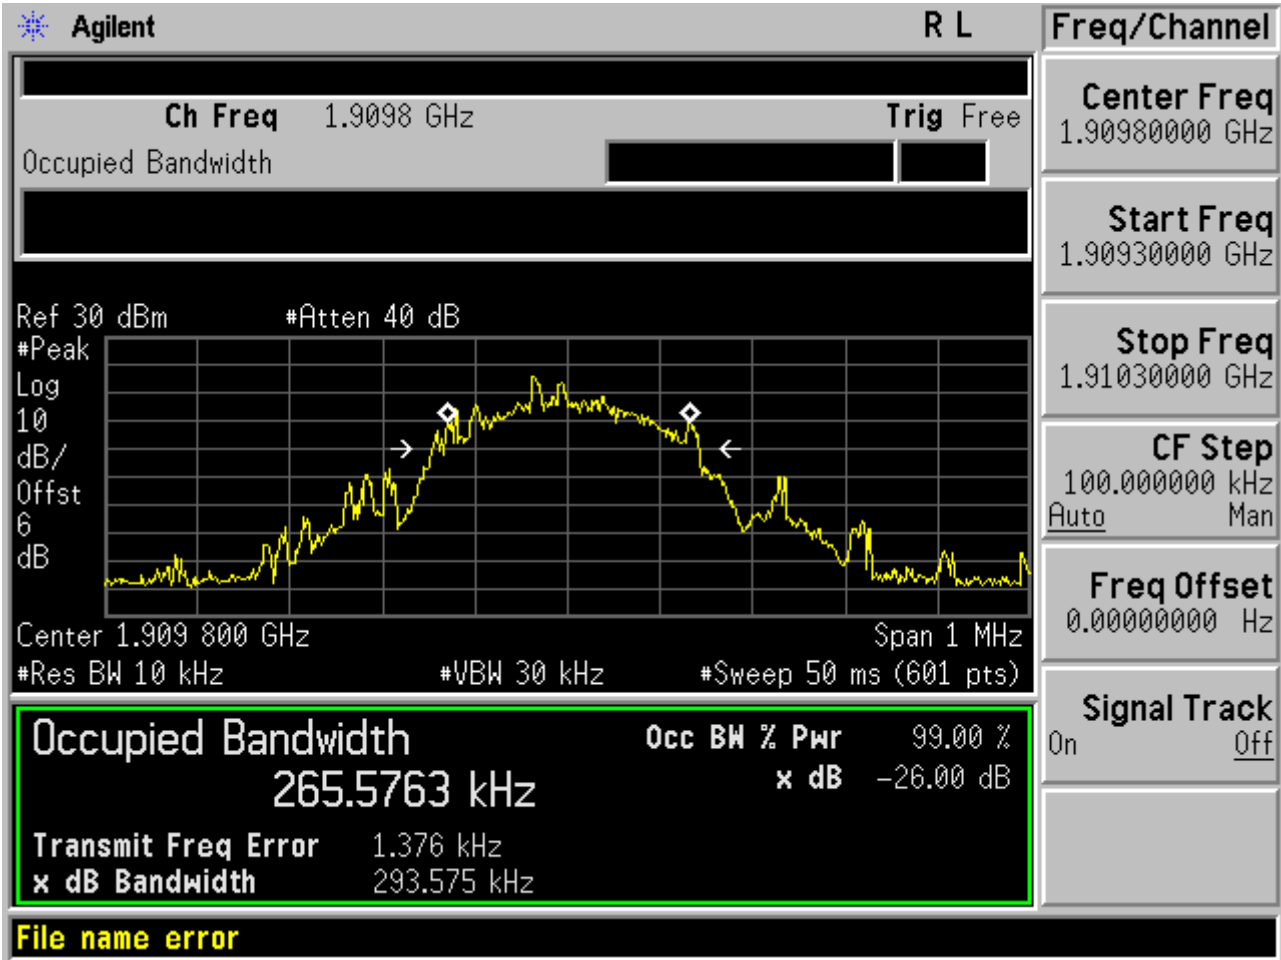 Agilent R L
Ch Freq 1.9098 GHz Trig Free
Occupied Bandwidth
Ref 30 dBm #Atten 40 dB
#Peak
Log
10
dB/
Offst
6
dB
Center 1.909 800 GHz Span 1 MHz
#Res BW 10 kHz #VBW 30 kHz #Sweep 50 ms (601 pts)
Occupied Bandwidth Occ BW % Pwr 99.00 %
265.5763 kHz x dB -26.00 dB
Transmit Freq Error 1.376 kHz
x dB Bandwidth 293.575 kHz
File name error
Freq/Channel
Center Freq
1.90980000 GHz
Start Freq
1.90930000 GHz
Stop Freq
1.91030000 GHz
CF Step
100.000000 kHz
Auto Man
Freq Offset
0.00000000 Hz
Signal Track
On Off